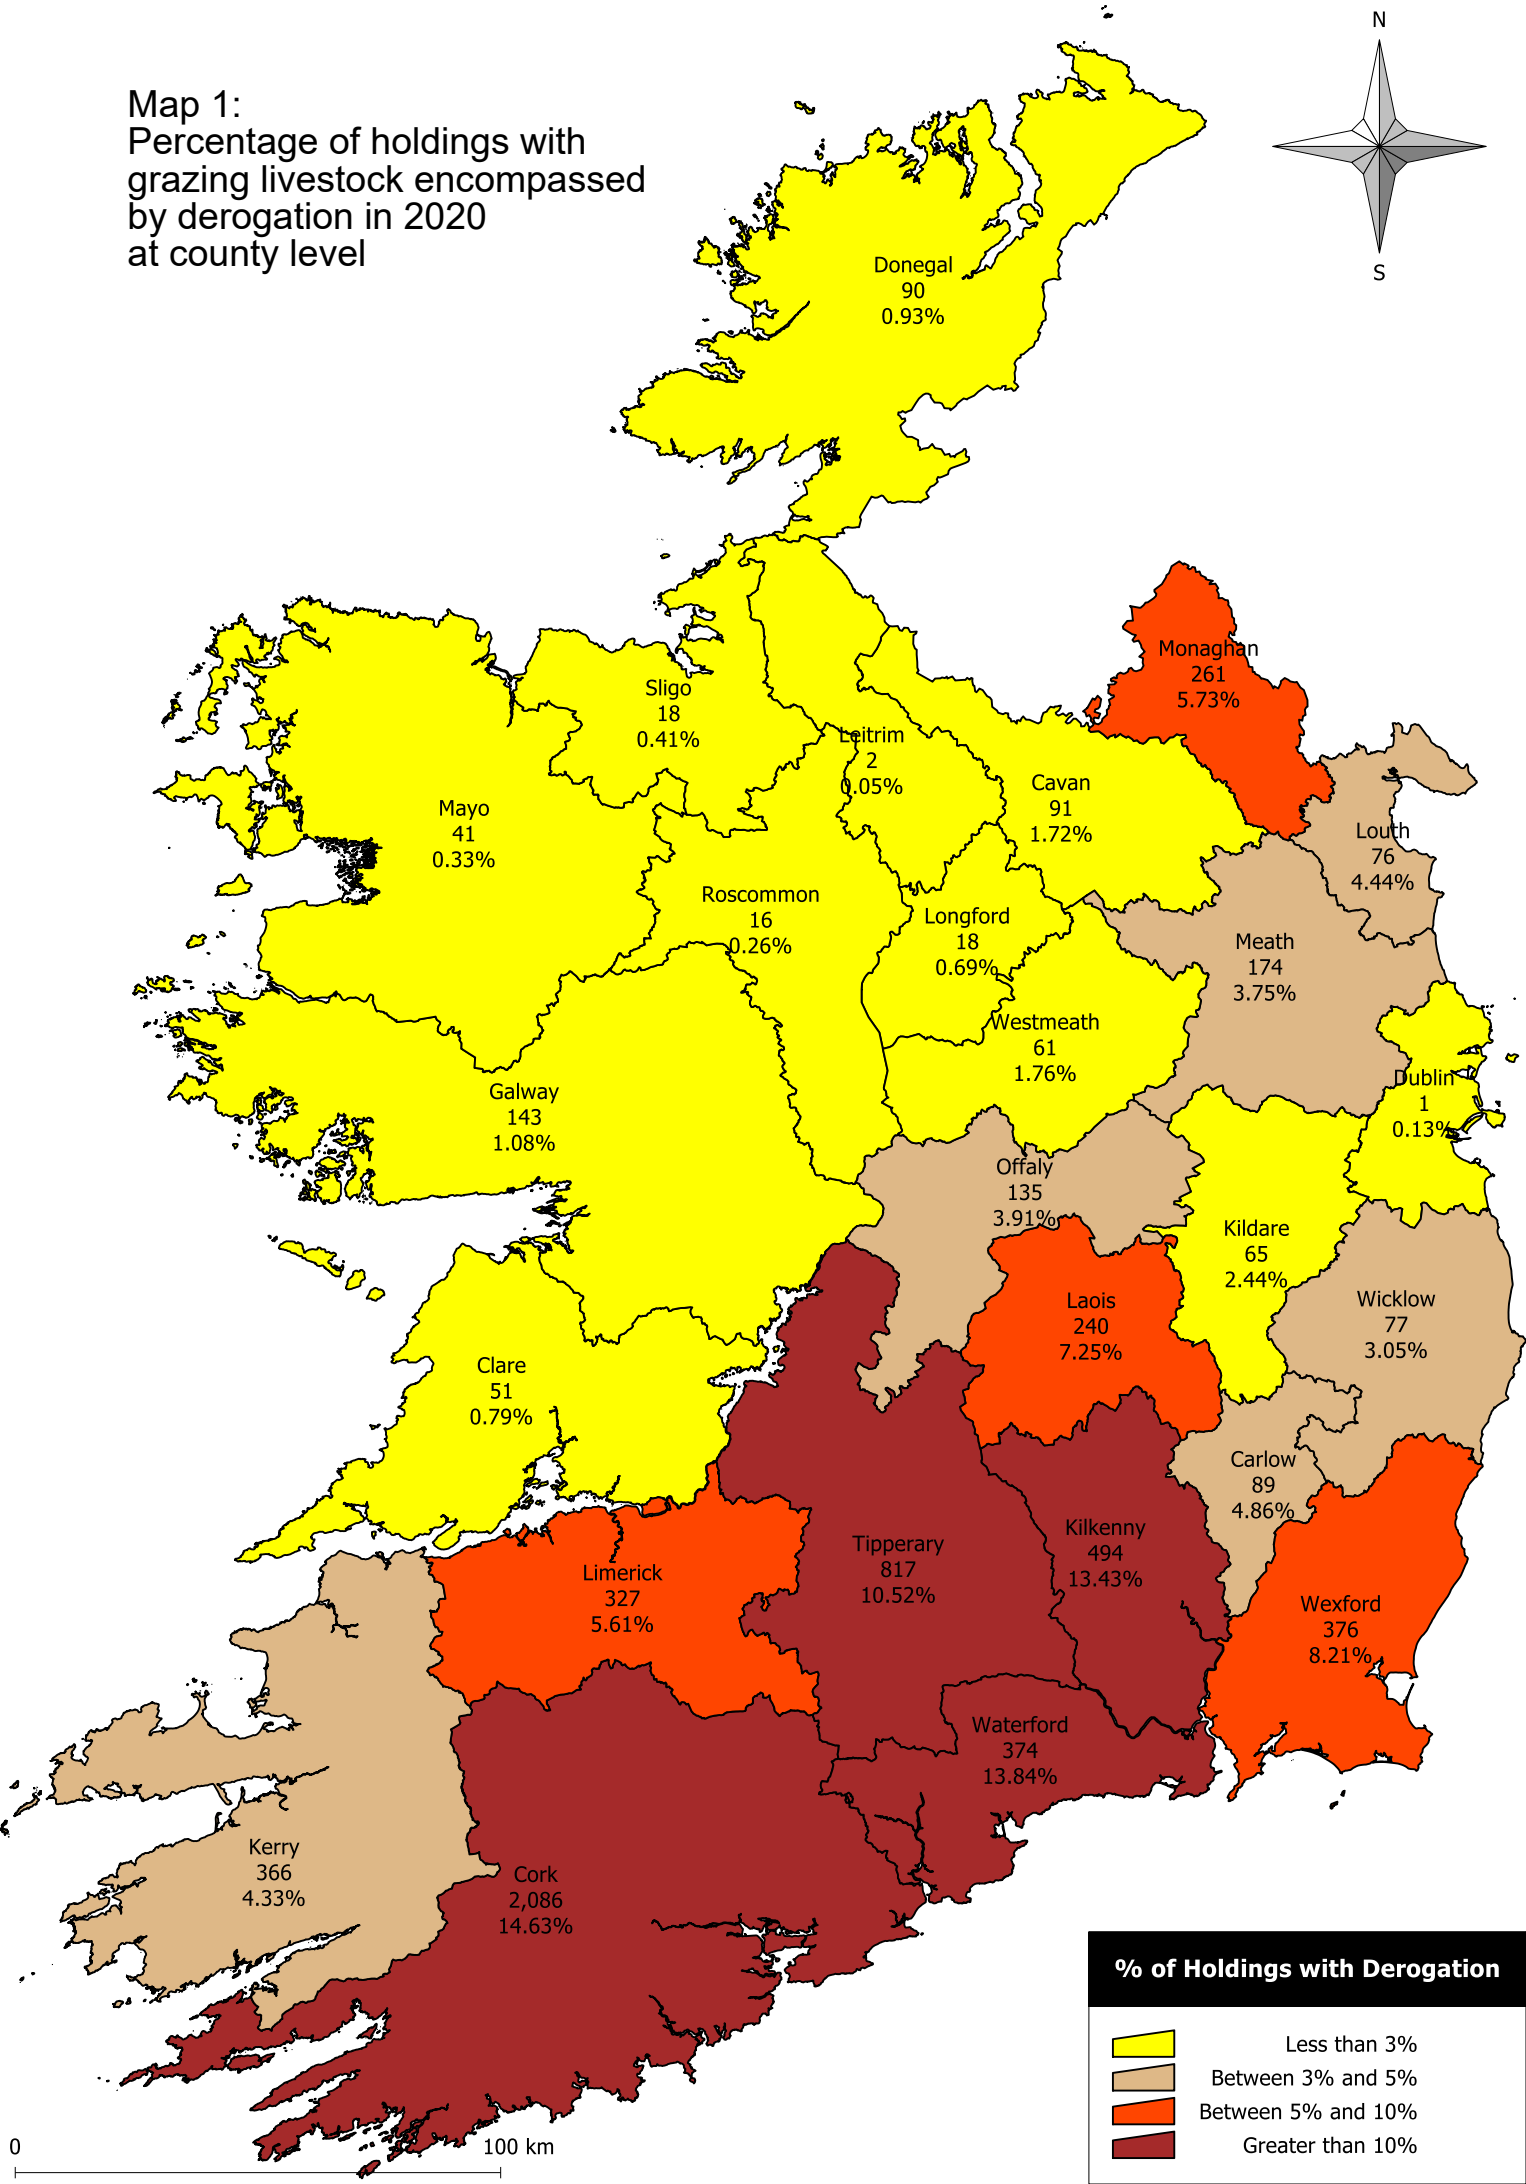 N
Map 1:
Percentage of holdings with
grazing livestock encompassed
by derogation in 2020
at county level
S
Donegal
90
0.93%
Monaghan
261
5.73%
Sligo
18
0.41%
Leitrim
2
0.05%
Cavan
91
1.72%
Mayo
41
0.33%
Louth
76
4.44%
Roscommon
16
0.26%
Longford
18
0.69%
Meath
174
3.75%
Westmeath
61
1.76%
Dublin
1
0.13%
Galway
143
1.08%
Offaly
135
3.91%
Kildare
65
2.44%
Laois
240
7.25%
Wicklow
77
3.05%
Clare
51
0.79%
Carlow
89
4.86%
Kilkenny
494
13.43%
Tipperary
817
10.52%
Limerick
327
5.61%
Wexford
376
8.21%
Waterford
374
13.84%
Kerry
366
4.33%
Cork
2,086
14.63%
% of Holdings with Derogation
Less than 3%
Between 3% and 5%
Between 5% and 10%
Greater than 10%
0 100 km